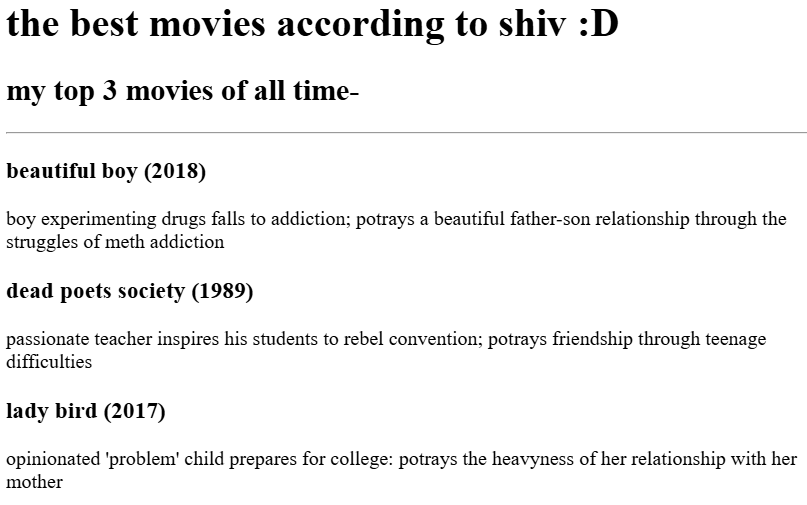 the best movies according to shiv :D
my top 3 movies of all time-
beautiful boy (2018)
boy experimenting drugs falls to addiction; potrays a beautiful father-son relationship through the
struggles of meth addiction
dead poets society (1989)
passionate teacher inspires his students to rebel convention; potrays friendship through teenage
difficulties
lady bird (2017)
opinionated 'problem' child prepares for college: potrays the heavyness of her relationship with her
mother